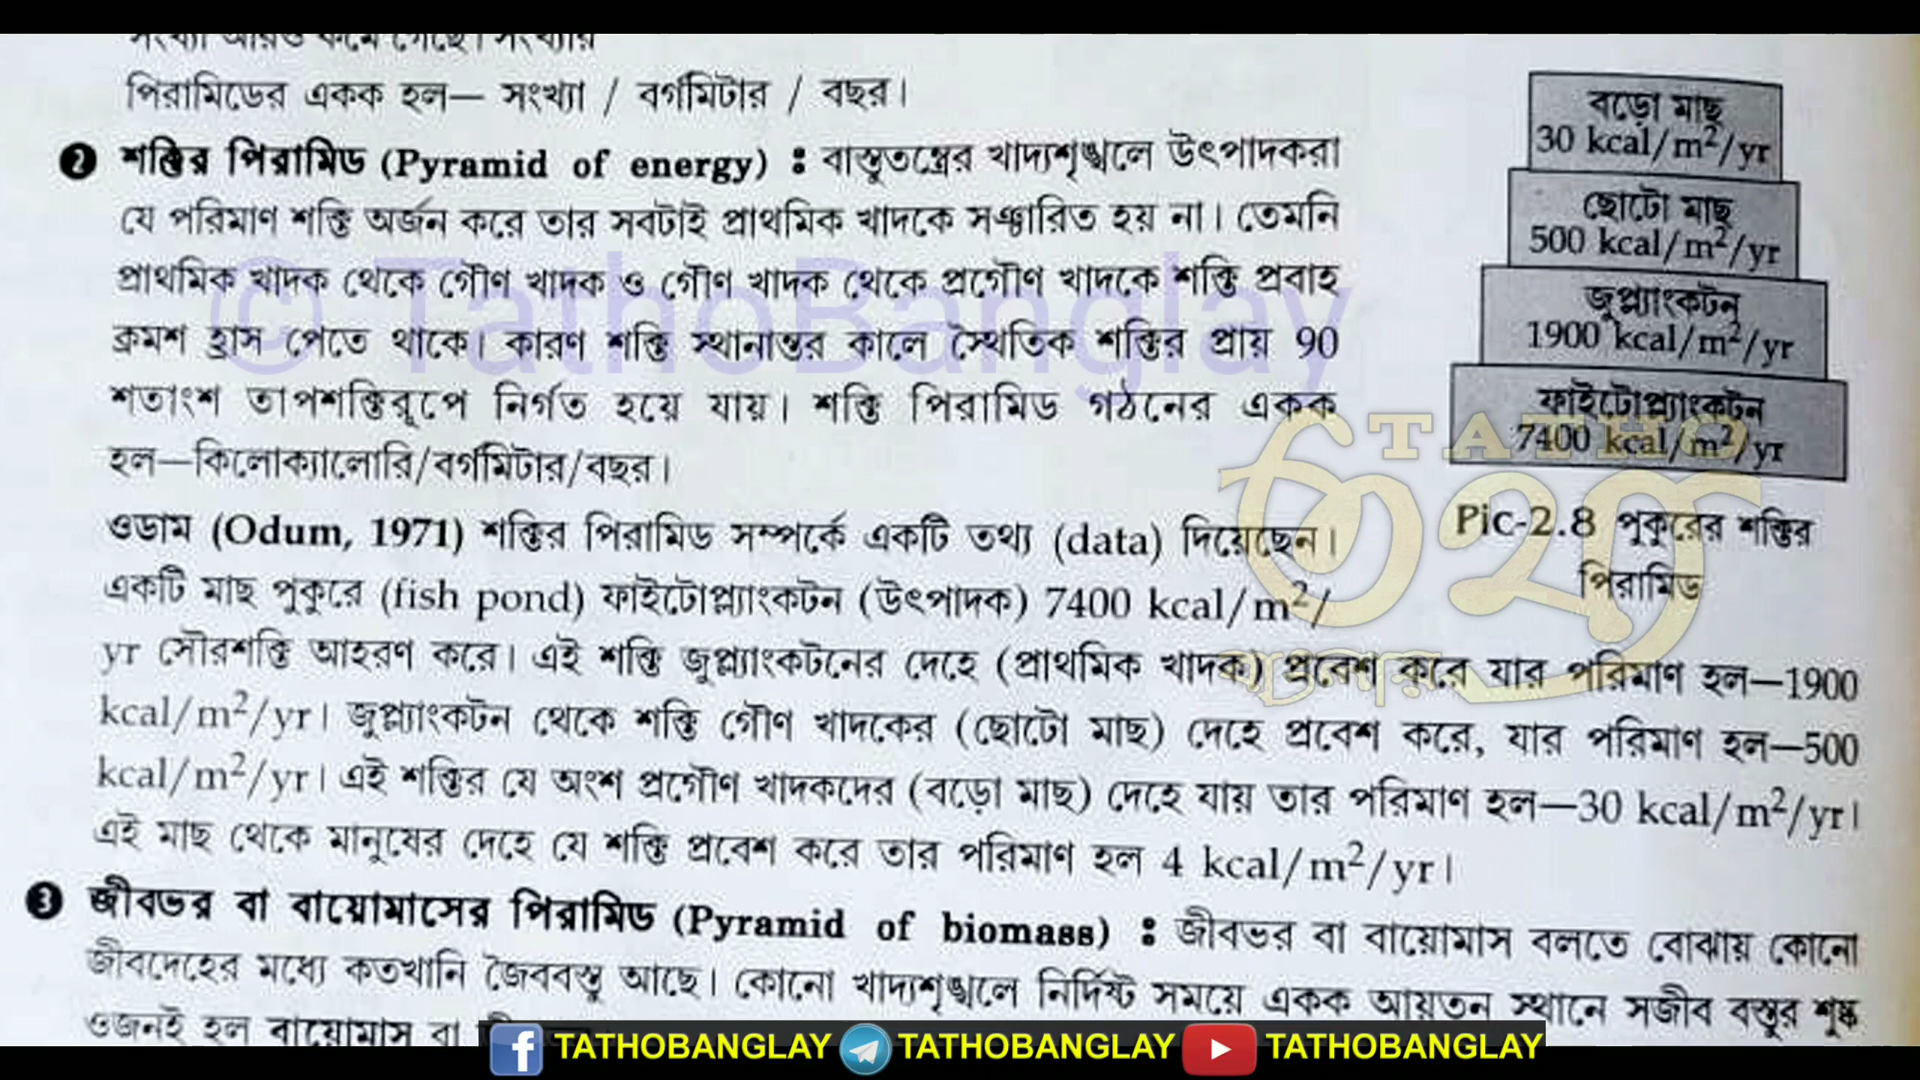 সংখ্যা আরও কমে গেছে। সংখ্যার
পিরামিডের একক হল— সংখ্যা / বর্গমিটার / বছর।
❷ শক্তির পিরামিড (Pyramid of energy) : বাস্তুতন্ত্রের খাদ্যশৃঙ্খলে উৎপাদকরা
যে পরিমাণ শক্তি অর্জন করে তার সবটাই প্রাথমিক খাদকে সঞ্চারিত হয় না। তেমনি
প্রাথমিক খাদক থেকে গৌণ খাদক ও গৌণ খাদক থেকে প্রগৌণ খাদকে শক্তি প্রবাহ
ক্রমশ হ্রাস পেতে থাকে। কারণ শক্তি স্থানান্তর কালে স্থৈতিক শক্তির প্রায় 90
শতাংশ তাপশক্তিরূপে নির্গত হয়ে যায়। শক্তি পিরামিড গঠনের একক
হল—কিলোক্যালোরি/বর্গমিটার/বছর।
বড়ো মাছ
30 kcal/m²/yr
ছোটো মাছ
500 kcal/m²/yr
জুপ্ল্যাংকটন
1900 kcal/m²/yr
ফাইটোপ্ল্যাংকটন
7400 kcal/m²/yr
Pic-2.8 পুকুরের শক্তির
পিরামিড
ওডাম (Odum, 1971) শক্তির পিরামিড সম্পর্কে একটি তথ্য (data) দিয়েছেন।
একটি মাছ পুকুরে (fish pond) ফাইটোপ্ল্যাংকটন (উৎপাদক) 7400 kcal/m²/
yr সৌরশক্তি আহরণ করে। এই শক্তি জুপ্ল্যাংকটনের দেহে (প্রাথমিক খাদক) প্রবেশ করে যার পরিমাণ হল—1900
kcal/m²/yr। জুপ্ল্যাংকটন থেকে শক্তি গৌণ খাদকের (ছোটো মাছ) দেহে প্রবেশ করে, যার পরিমাণ হল—500
kcal/m²/yr। এই শক্তির যে অংশ প্রগৌণ খাদকদের (বড়ো মাছ) দেহে যায় তার পরিমাণ হল—30 kcal/m²/yr।
এই মাছ থেকে মানুষের দেহে যে শক্তি প্রবেশ করে তার পরিমাণ হল 4 kcal/m²/yr।
❸ জীবভর বা বায়োমাসের পিরামিড (Pyramid of biomass) : জীবভর বা বায়োমাস বলতে বোঝায় কোনো
জীবদেহের মধ্যে কতখানি জৈববস্তু আছে। কোনো খাদ্যশৃঙ্খলে নির্দিষ্ট সময়ে একক আয়তন স্থানে সজীব বস্তুর শুষ্ক
ওজনই হল বায়োমাস বা
© TathoBanglay
TATHO
TATHOBANGLAY TATHOBANGLAY TATHOBANGLAY